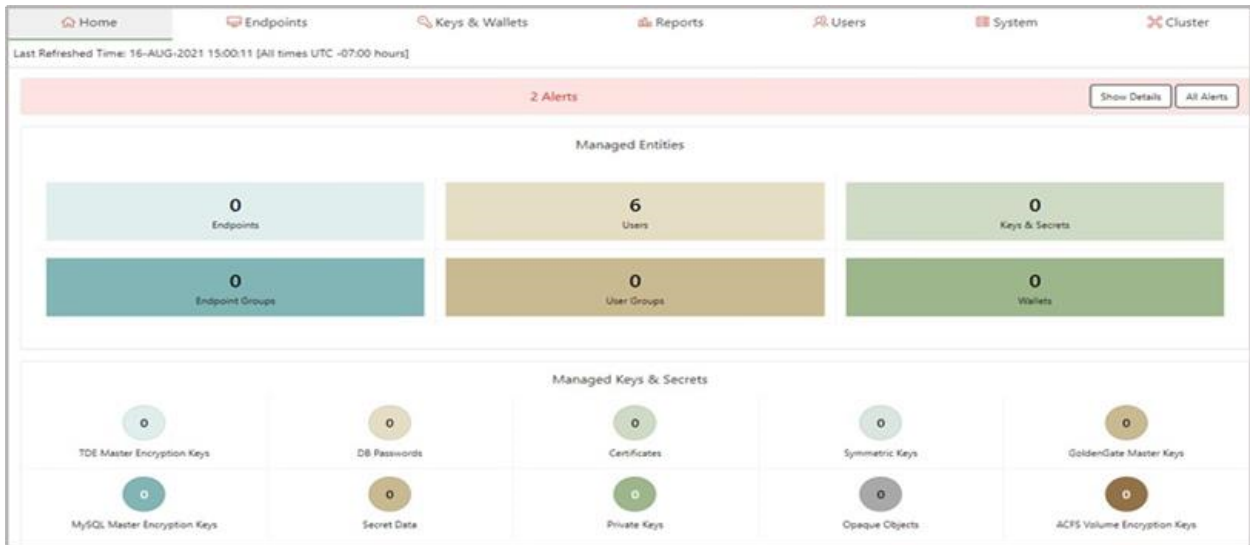 Home Endpoints Keys & Wallets Reports Users System Cluster
Last Refreshed Time: 16-AUG-2021 15:00:11 [All times UTC -07:00 hours]
2 Alerts Show Details All Alerts
Managed Entities
0 6 0
Endpoints Users Keys & Secrets
0 0 0
Endpoint Groups User Groups Wallets
Managed Keys & Secrets
0 0 0 0 0
TDE Master Encryption Keys DB Passwords Certificates Symmetric Keys GoldenGate Master Keys
0 0 0 0 0
MySQL Master Encryption Keys Secret Data Private Keys Opaque Objects ACFS Volume Encryption Keys